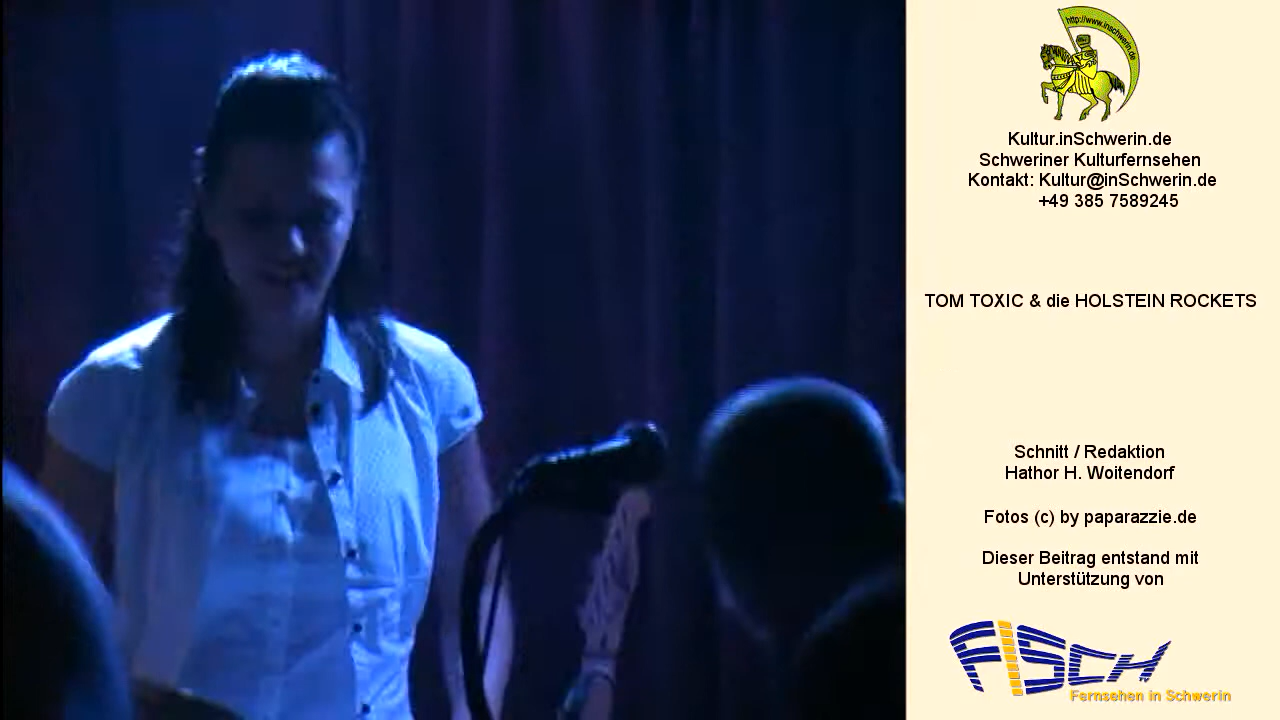 http://www.inschwerin.de
Kultur.inSchwerin.de
Schweriner Kulturfernsehen
Kontakt: Kultur@inSchwerin.de
+49 385 7589245
TOM TOXIC & die HOLSTEIN ROCKETS
Schnitt / Redaktion
Hathor H. Woitendorf
Fotos (c) by paparazzie.de
Dieser Beitrag entstand mit
Unterstützung von
FISCH
Fernsehen in Schwerin